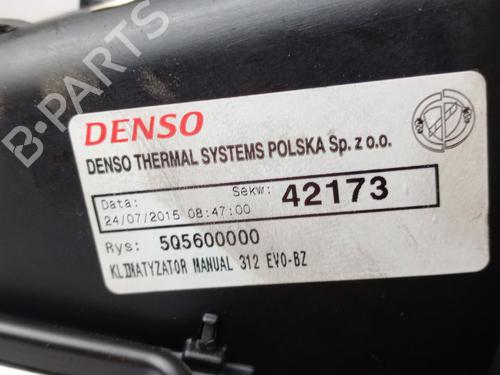 B-PARTS
DENSO
DENSO THERMAL SYSTEMS POLSKA Sp. z o.o.
Data: Sekw: 42173
24/07/2015 08:47:00
Rys: 5Q5600000
KLIMATYZATOR MANUAL 312 EVO-BZ